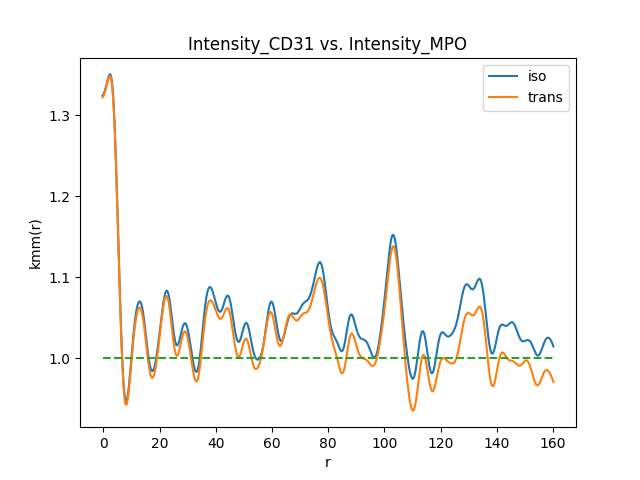 Intensity_CD31 vs. Intensity_MPO
iso
trans
kmm(r)
1.3
1.2
1.1
1.0
0 20 40 60 80 100 120 140 160
r